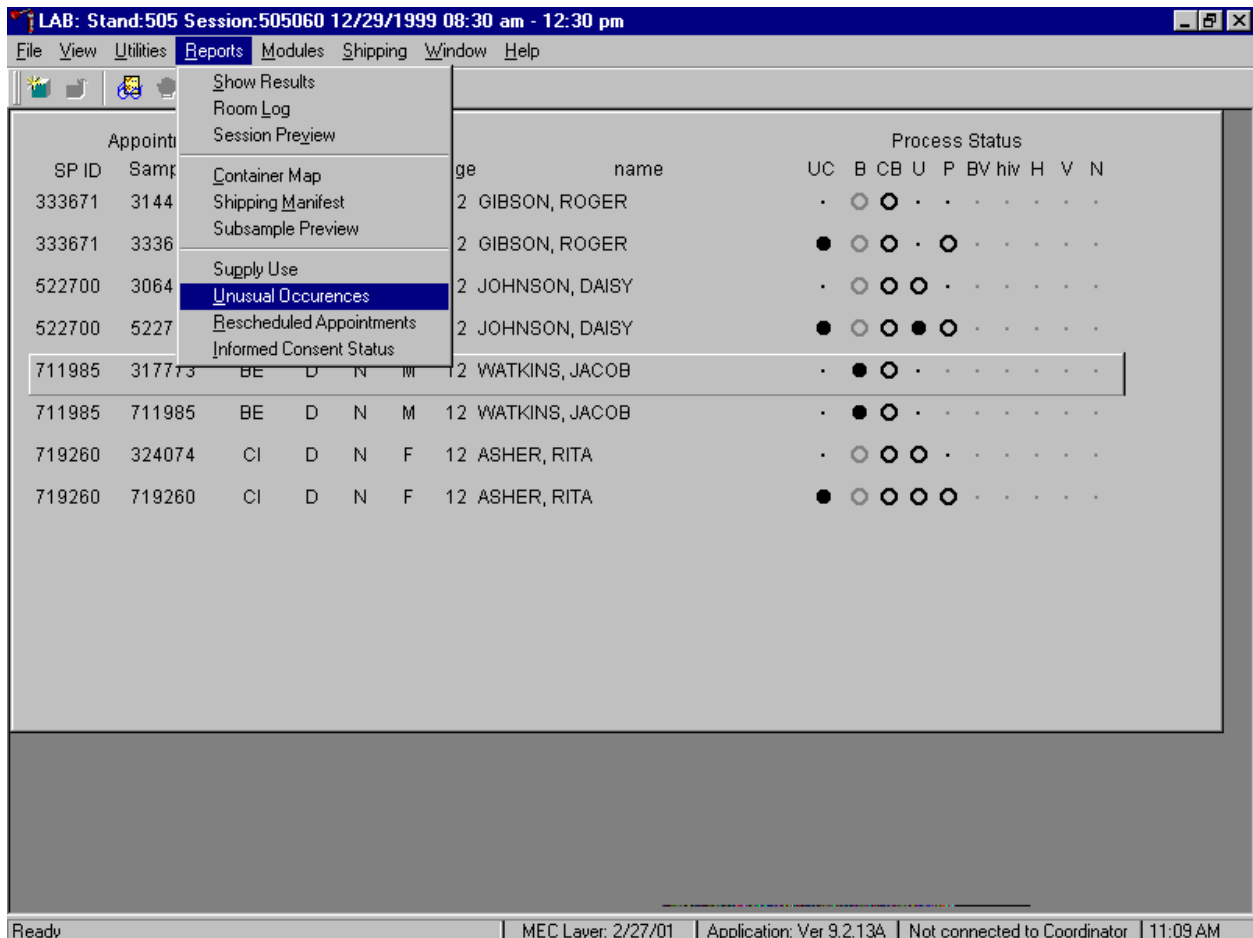 LAB: Stand:505 Session:505060 12/29/1999 08:30 am - 12:30 pm
File View Utilities Reports Modules Shipping Window Help
Show Results
Room Log
Session Preview
Container Map
Shipping Manifest
Subsample Preview
Supply Use
Unusual Occurences
Rescheduled Appointments
Informed Consent Status
Process Status
SP ID name UC B CB U P BV hiv H V N
333671 3144 2 GIBSON, ROGER
333671 3336 2 GIBSON, ROGER
522700 3064 2 JOHNSON, DAISY
522700 5227 2 JOHNSON, DAISY
711985 317773 BE D N M 12 WATKINS, JACOB
711985 711985 BE D N M 12 WATKINS, JACOB
719260 324074 CI D N F 12 ASHER, RITA
719260 719260 CI D N F 12 ASHER, RITA
Ready MEC Layer: 2/27/01 Application: Ver 9.2.13A Not connected to Coordinator 11:09 AM